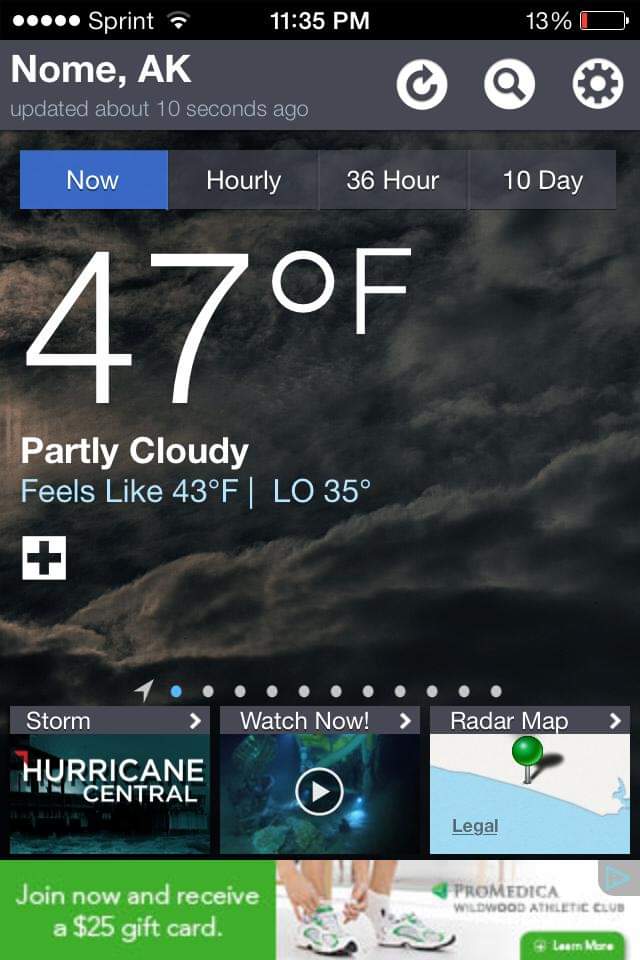 Sprint 11:35 PM 13%
Nome, AK
updated about 10 seconds ago
Now Hourly 36 Hour 10 Day
47°F
Partly Cloudy
Feels Like 43°F | LO 35°
Storm
HURRICANE
CENTRAL
Watch Now!
Radar Map
Legal
Join now and receive
a $25 gift card.
PROMEDICA
WILDWOOD ATHLETIC CLUB
Learn More